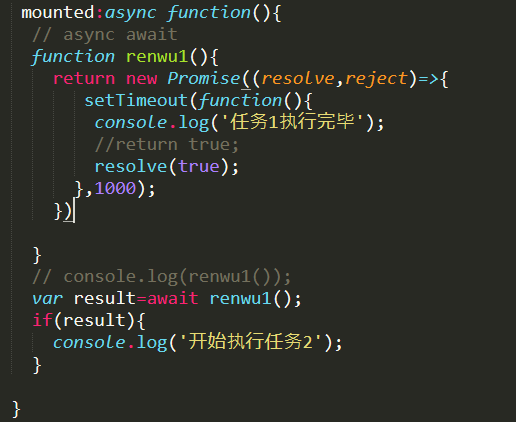 mounted:async function(){
// async await
function renwu1(){
return new Promise((resolve,reject)=>{
setTimeout(function(){
console.log('任务1执行完毕');
//return true;
resolve(true);
},1000);
})
}
// console.log(renwu1());
var result=await renwu1();
if(result){
console.log('开始执行任务2');
}
}